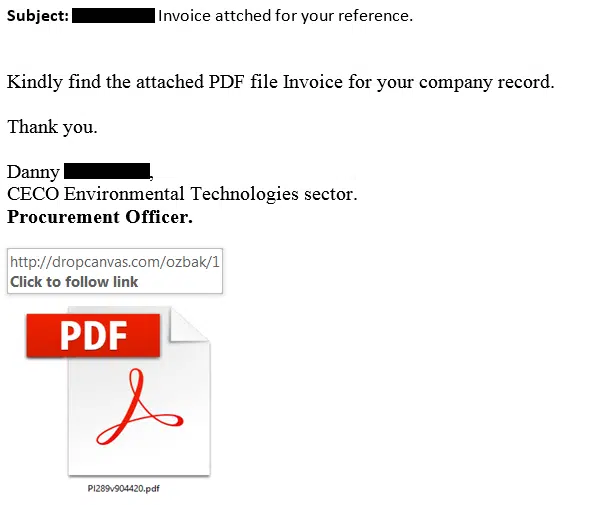 Subject: Invoice attched for your reference.
Kindly find the attached PDF file Invoice for your company record.
Thank you.
Danny ,
CECO Environmental Technologies sector.
Procurement Officer.
http://dropcanvas.com/ozbak/1
Click to follow link
PDF
PI289v904420.pdf